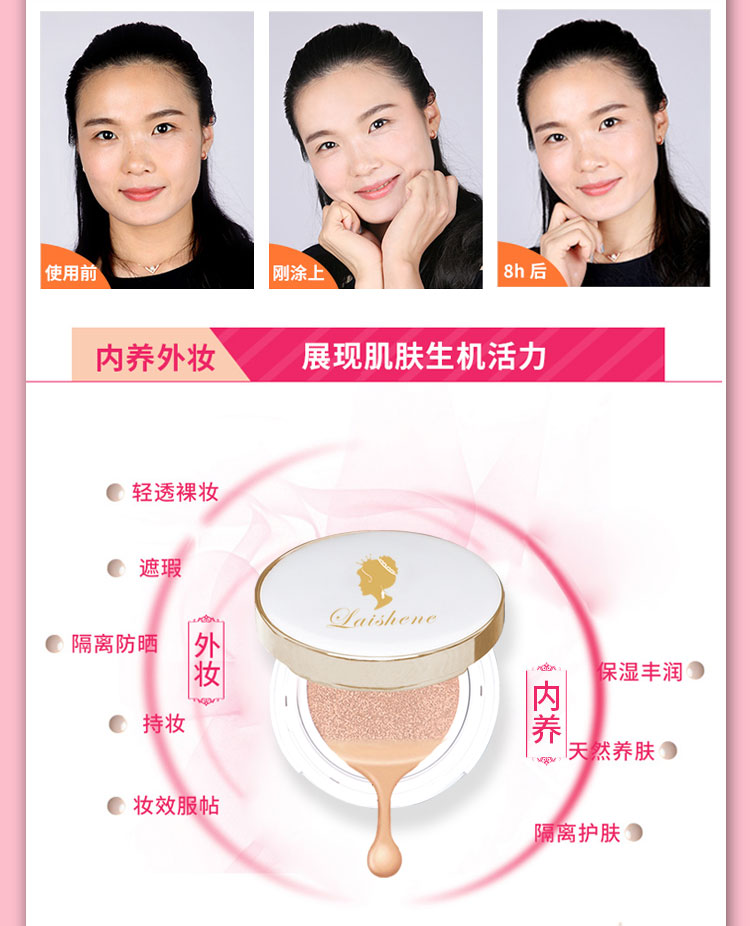 使用前
刚涂上
8h 后
内养外妆
展现肌肤生机活力
轻透裸妆
遮瑕
隔离防晒
持妆
妆效服帖
外妆
Laishene
内养
保湿丰润
天然养肤
隔离护肤